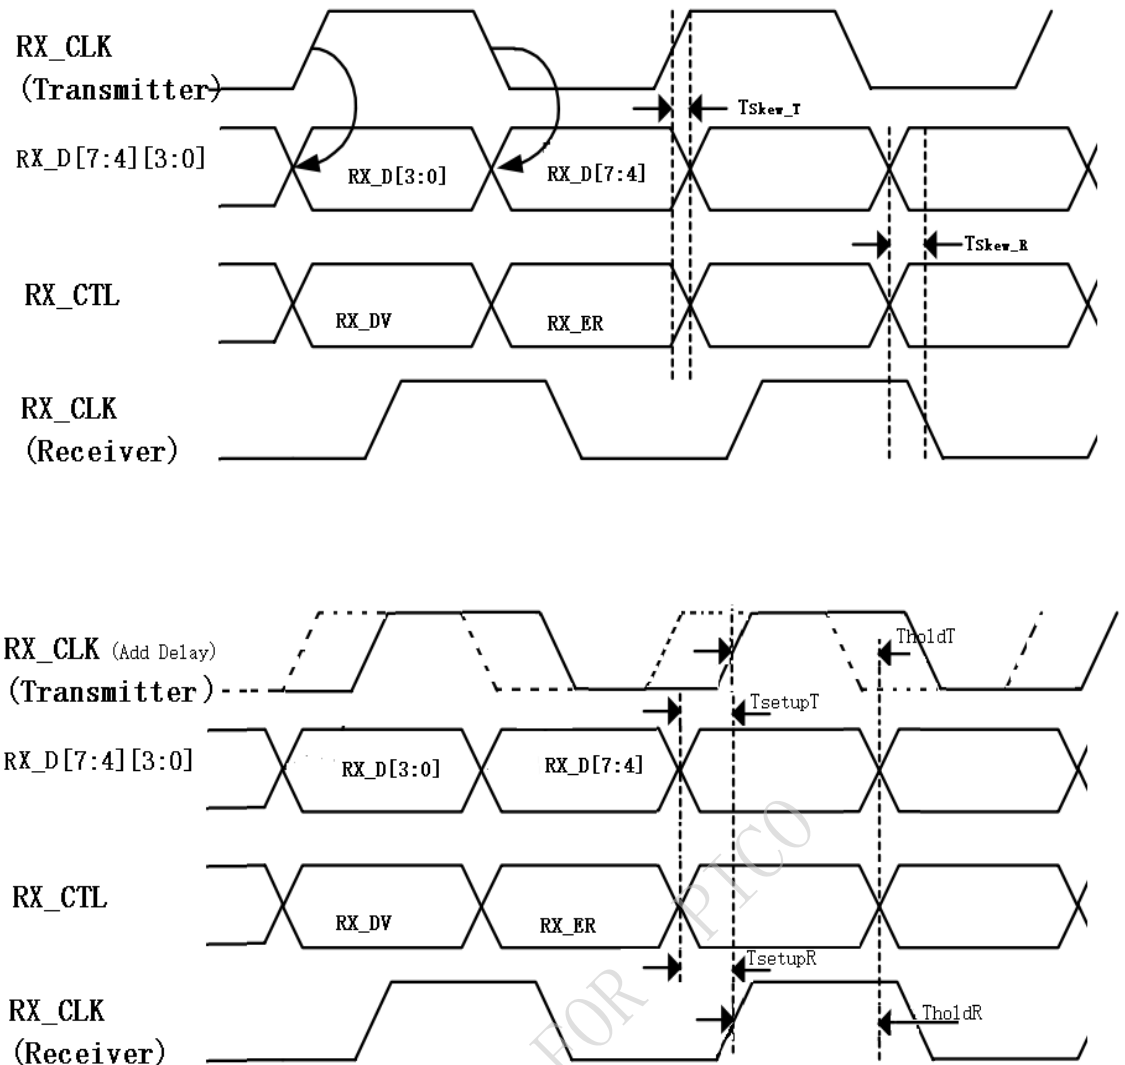 RX_CLK
(Transmitter)
TSkew_T
RX_D[7:4][3:0]
RX_D[3:0]
RX_D[7:4]
TSkew_R
RX_CTL
RX_DV
RX_ER
RX_CLK
(Receiver)
RX_CLK (Add Delay)
(Transmitter)
TholdT
TsetupT
RX_D[7:4][3:0]
RX_D[3:0]
RX_D[7:4]
RX_CTL
RX_DV
RX_ER
TsetupR
RX_CLK
(Receiver)
TholdR
FOR PICO